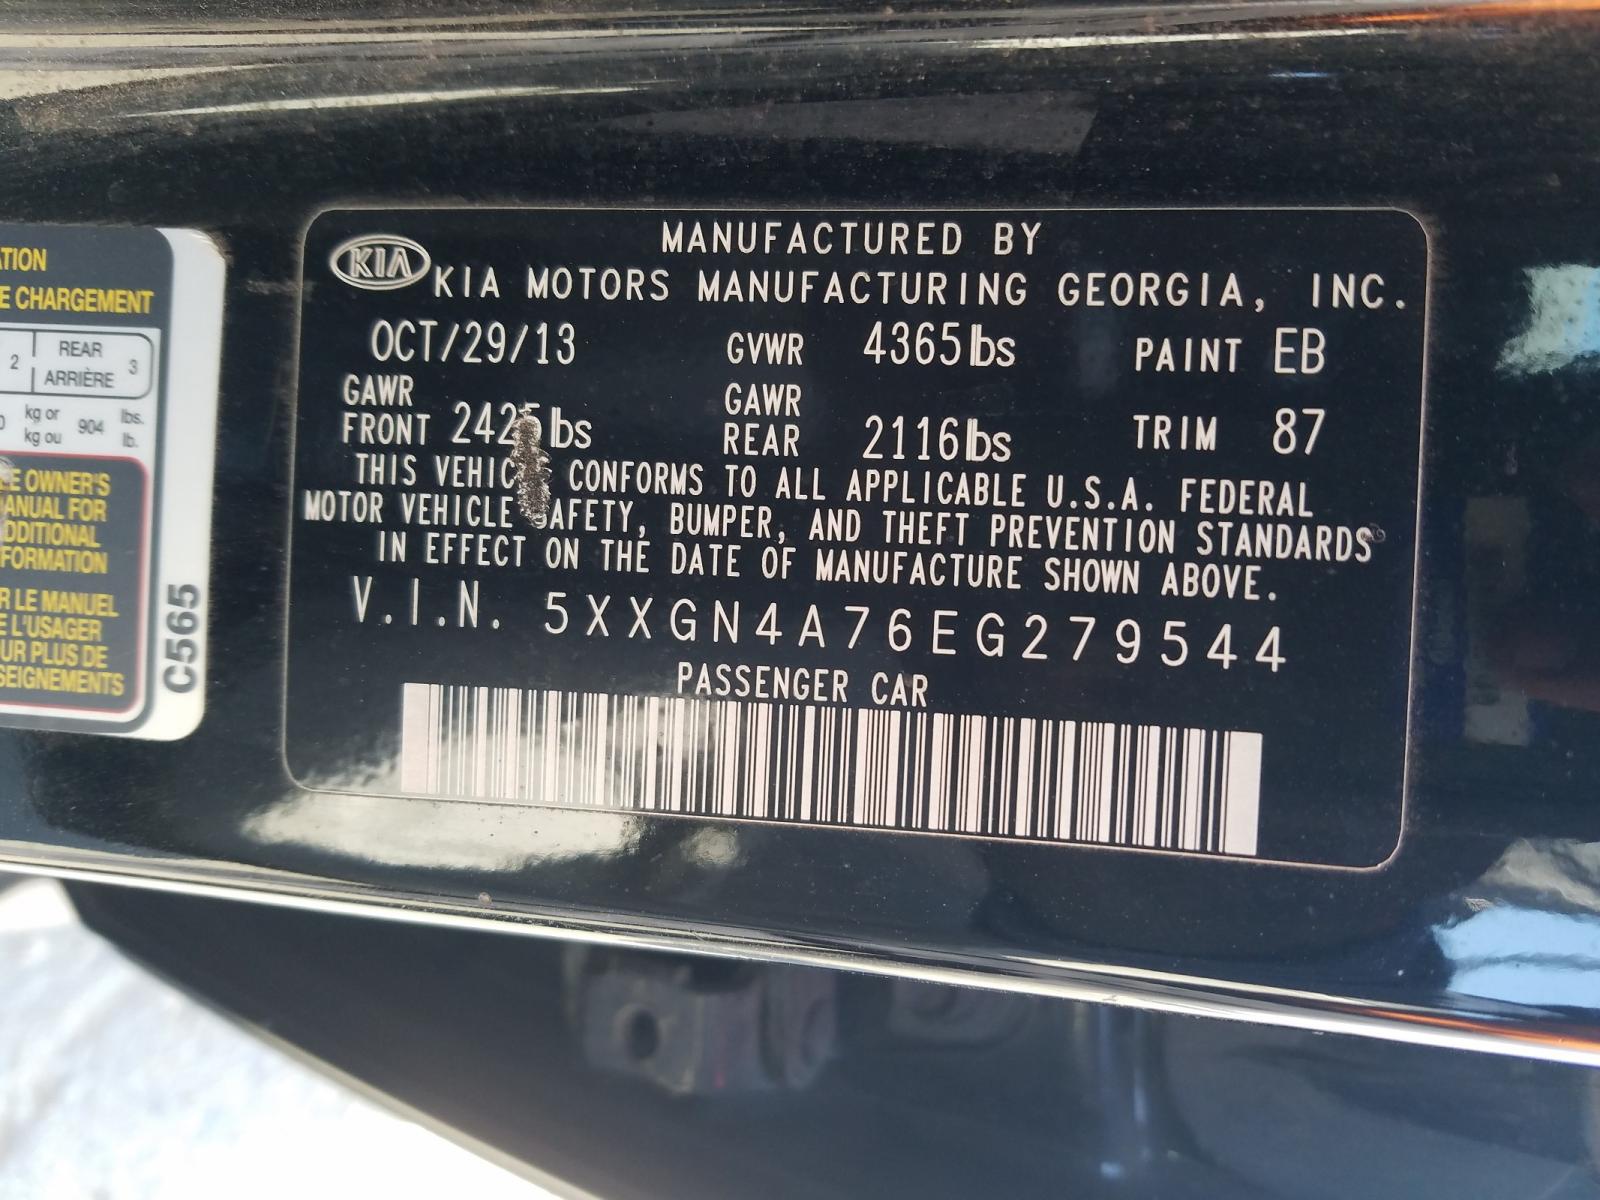 TION
E CHARGEMENT
2 REAR 3
ARRIÈRE
kg or 904 lbs.
kg ou lb.
E OWNER'S
ANUAL FOR
DDITIONAL
FORMATION
R LE MANUEL
E L'USAGER
UR PLUS DE
SEIGNEMENTS
C565
MANUFACTURED BY
KIA KIA MOTORS MANUFACTURING GEORGIA, INC.
OCT/29/13 GVWR 4365lbs PAINT EB
GAWR GAWR
FRONT 2425lbs REAR 2116lbs TRIM 87
THIS VEHICLE CONFORMS TO ALL APPLICABLE U.S.A. FEDERAL
MOTOR VEHICLE SAFETY, BUMPER, AND THEFT PREVENTION STANDARDS
IN EFFECT ON THE DATE OF MANUFACTURE SHOWN ABOVE.
V.I.N. 5XXGN4A76EG279544
PASSENGER CAR